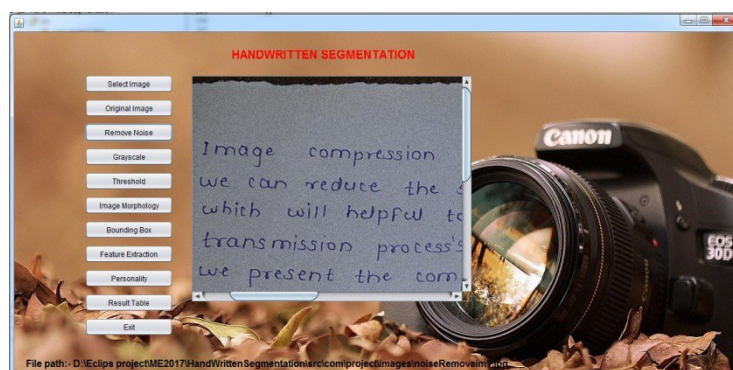 HANDWRITTEN SEGMENTATION
Select Image
Original Image
Remove Noise
Grayscale
Threshold
Image Morphology
Bounding Box
Feature Extraction
Personality
Result Table
Exit
Image compression
we can reduce the s
which will helpful to
transmission process's
we present the com
Canon
EOS
30D
File path:- D:\Eclips project\ME2017\HandWrittenSegmentation\src\com\project\images\noiseRemoveim1.jpg